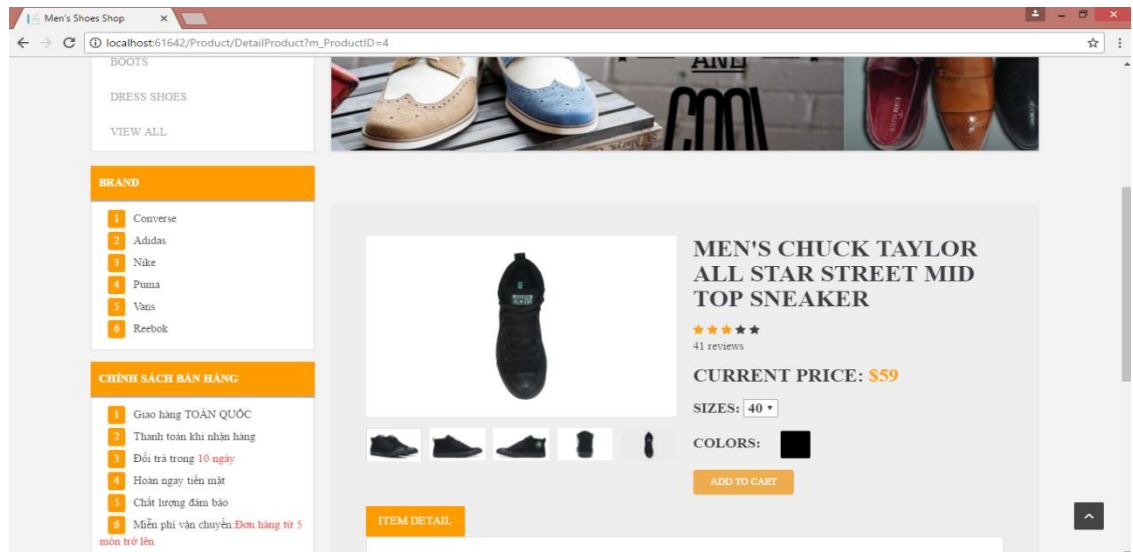 Men's Shoes Shop
localhost:61642/Product/DetailProduct?m_ProductID=4
BOOTS
DRESS SHOES
VIEW ALL
AND
COOL
BRAND
1 Converse
2 Adidas
3 Nike
4 Puma
5 Vans
6 Reebok
CHÍNH SÁCH BÁN HÀNG
1 Giao hàng TOÀN QUỐC
2 Thanh toán khi nhận hàng
3 Đổi trả trong 10 ngày
4 Hoàn ngay tiền mặt
5 Chất lượng đảm bảo
6 Miễn phí vận chuyển:Đơn hàng từ 5
món trở lên
MEN'S CHUCK TAYLOR
ALL STAR STREET MID
TOP SNEAKER
41 reviews
CURRENT PRICE: $59
SIZES: 40
COLORS:
ADD TO CART
ITEM DETAIL